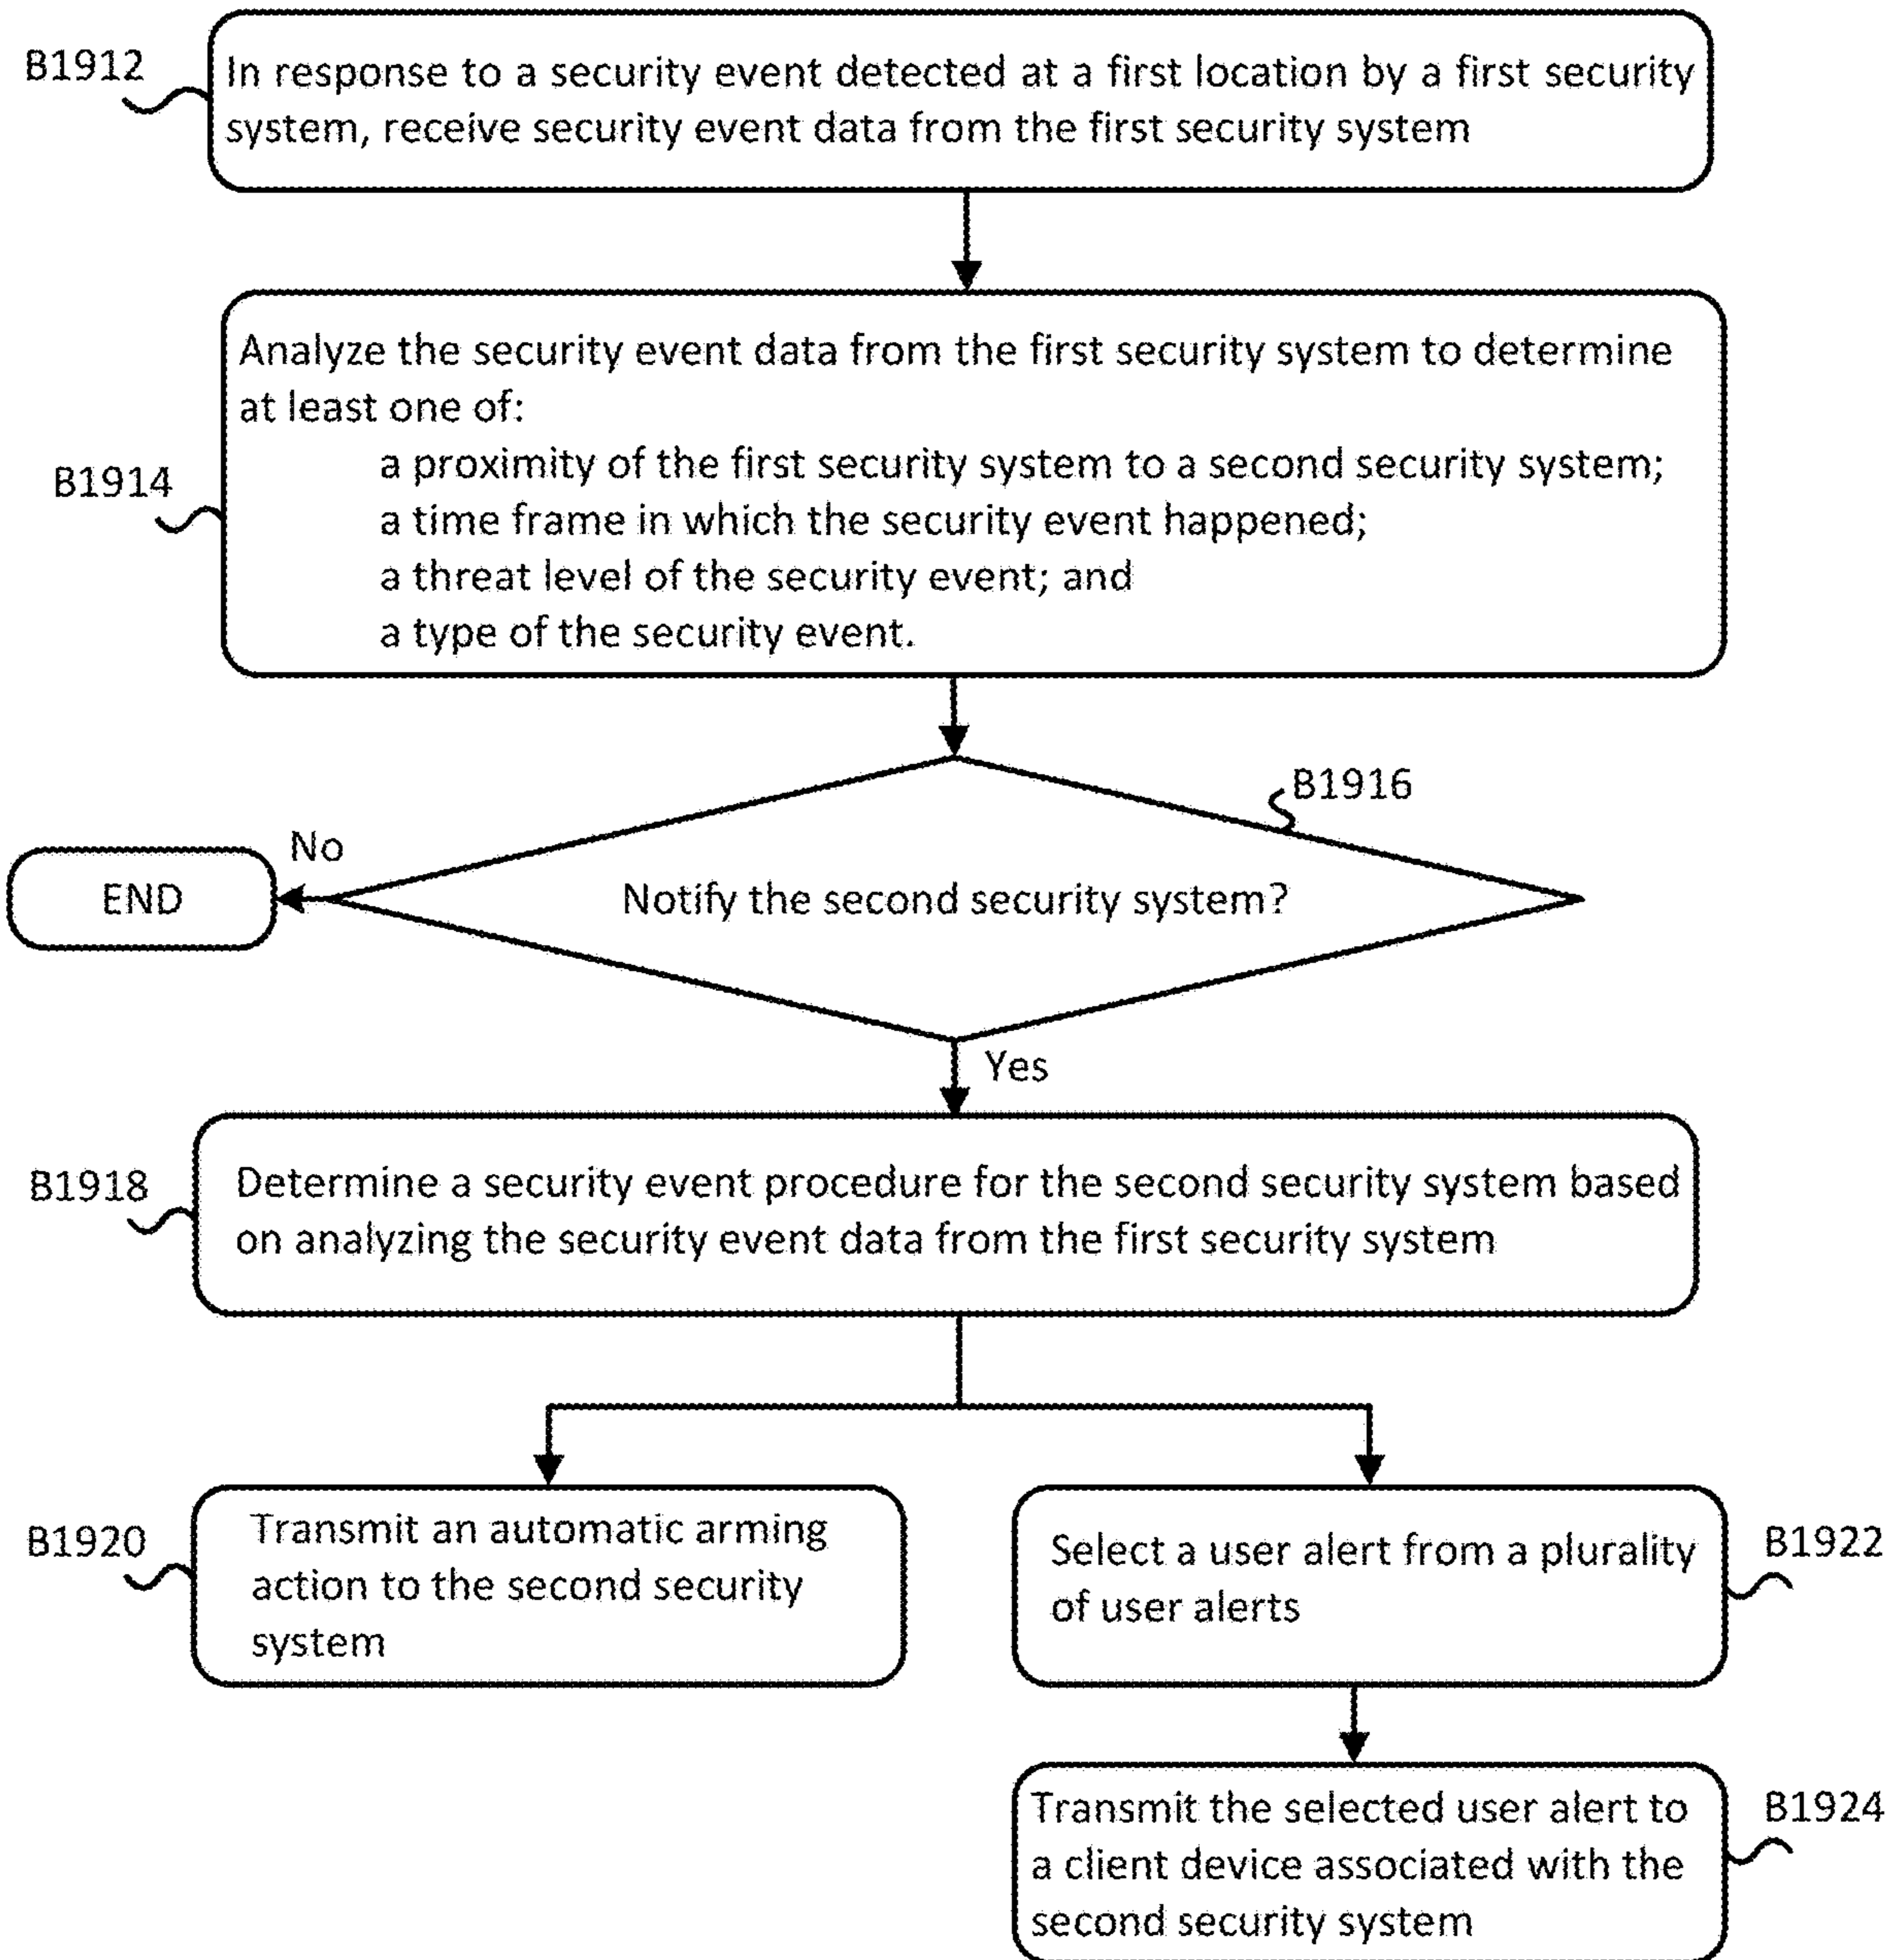 B1912
In response to a security event detected at a first location by a first security
system, receive security event data from the first security system
Analyze the security event data from the first security system to determine
at least one of:
a proximity of the first security system to a second security system;
B1914
a time frame in which the security event happened;
a threat level of the security event; and
a type of the security event.
B1916
No
END
Notify the second security system?
Yes
B1918
Determine a security event procedure for the second security system based
on analyzing the security event data from the first security system
B1920
Transmit an automatic arming
action to the second security
system
Select a user alert from a plurality
of user alerts
B1922
Transmit the selected user alert to
a client device associated with the
second security system
B1924